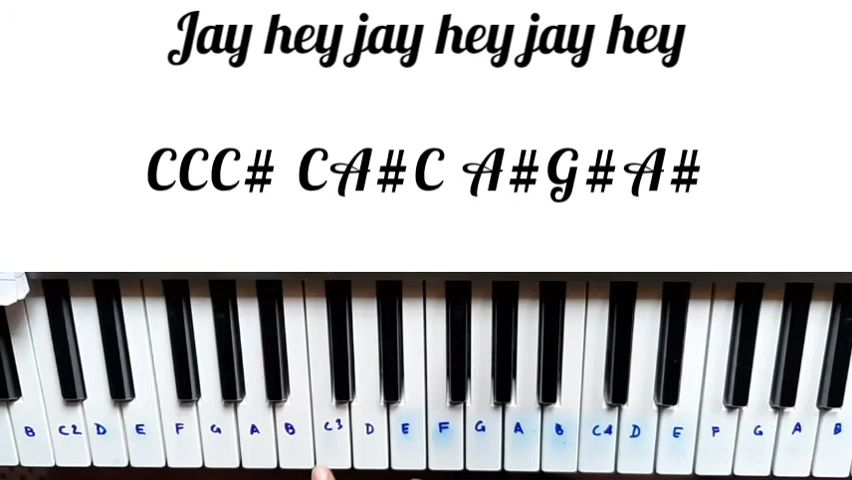 Jay hey jay hey jay hey
CCC# CA#C A#G#A#
B C2 D E F G A B C3 D E F G A B C4 D E F G A B